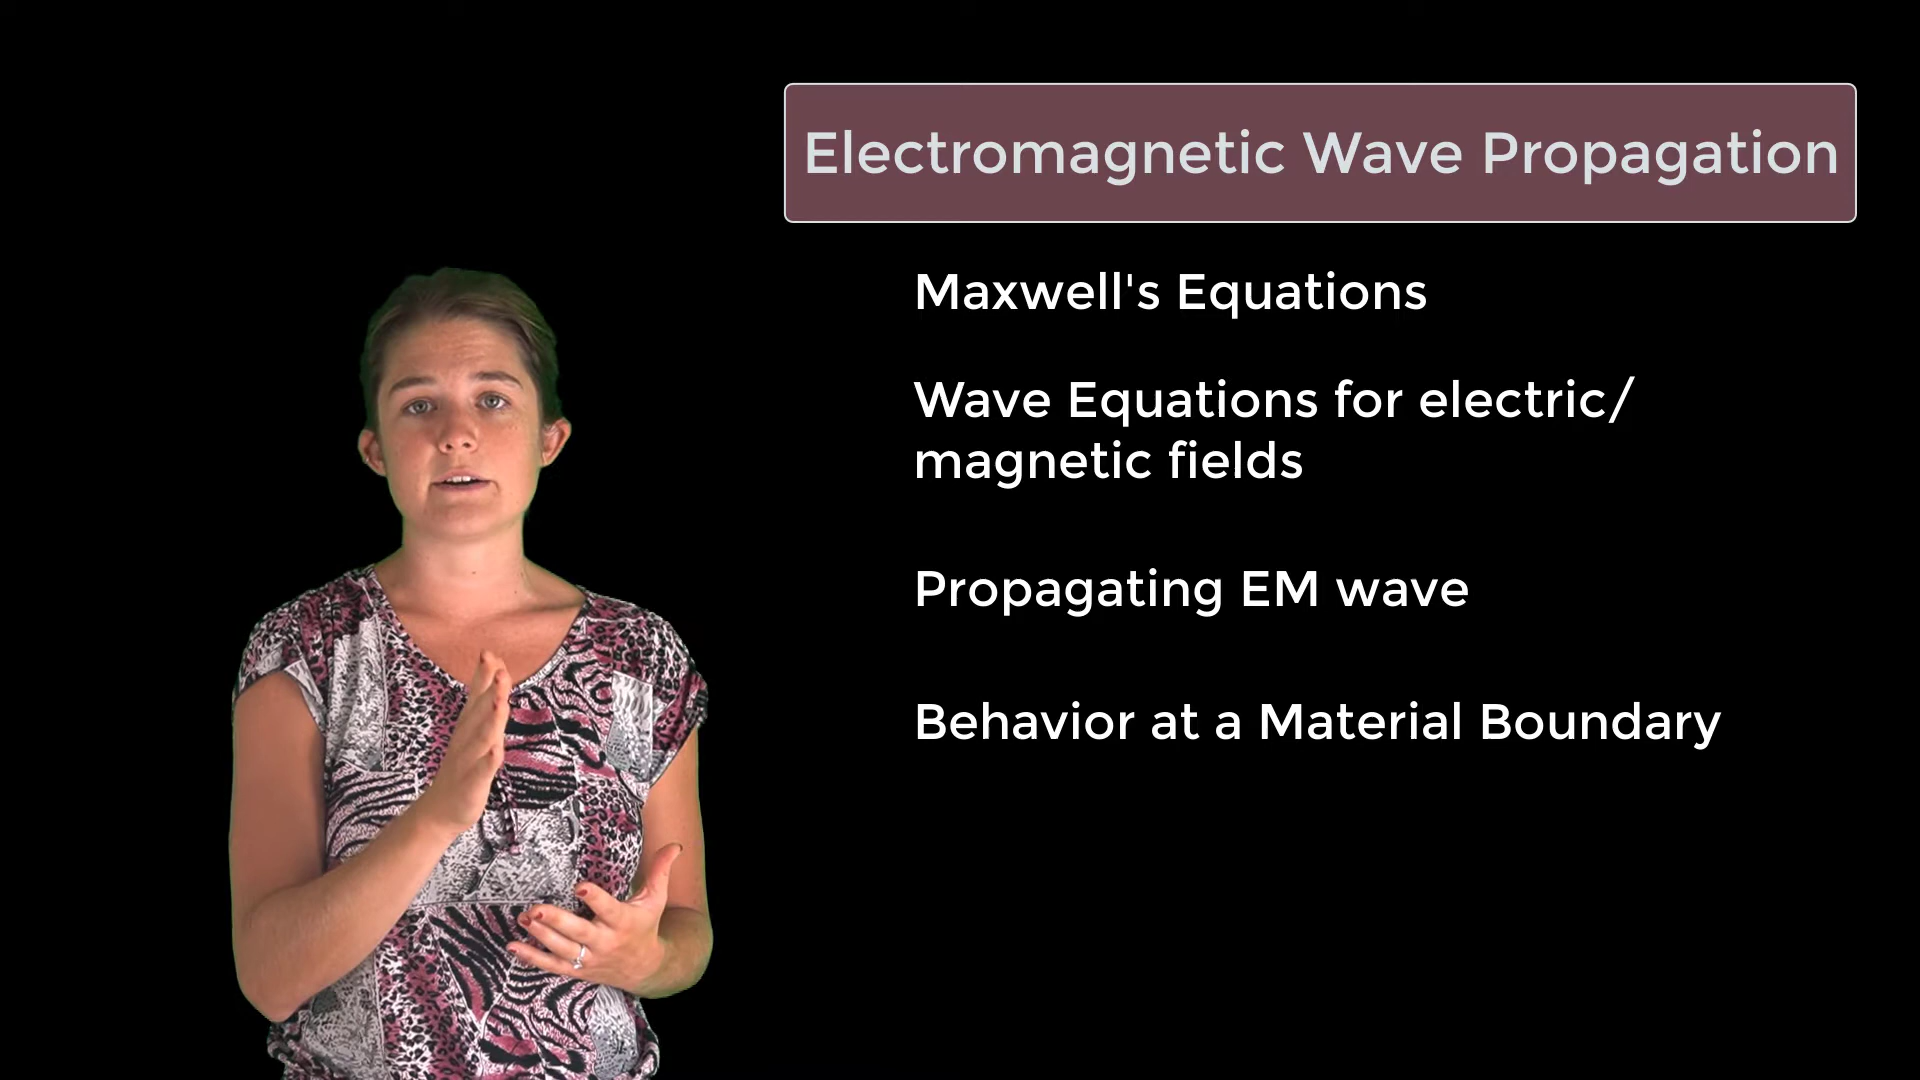 Electromagnetic Wave Propagation
Maxwell's Equations
Wave Equations for electric/
magnetic fields
Propagating EM wave
Behavior at a Material Boundary